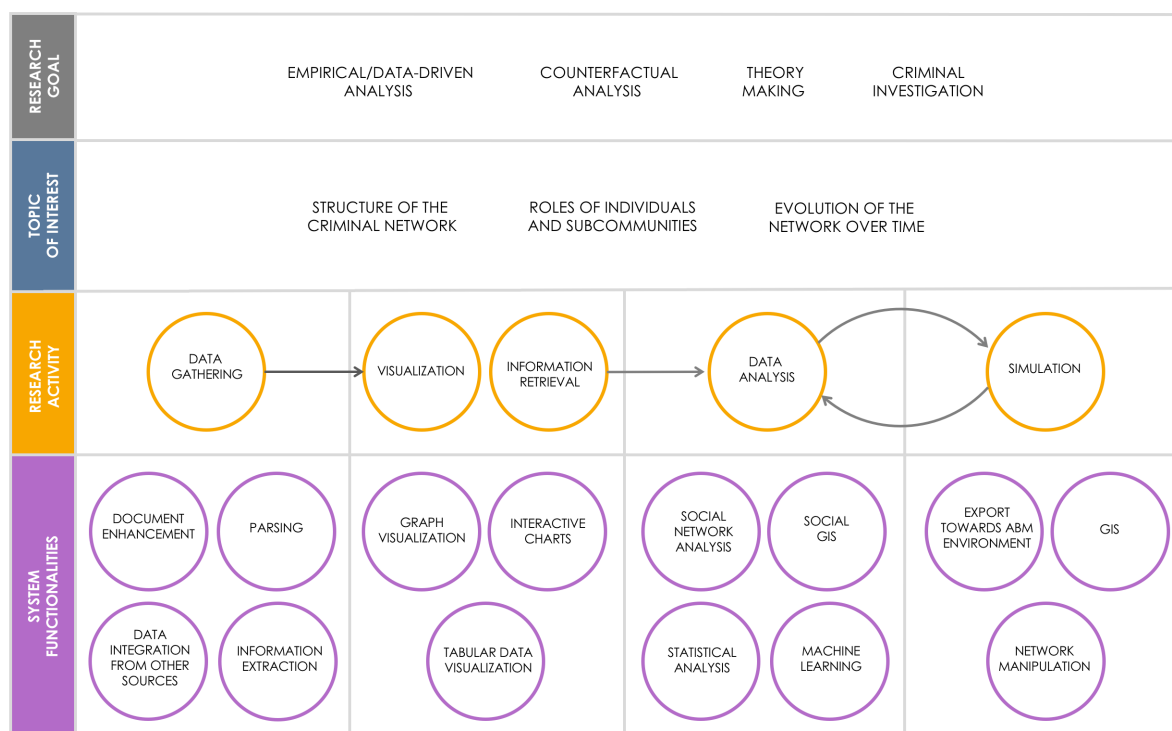 RESEARCH
GOAL
EMPIRICAL/DATA-DRIVEN
ANALYSIS
COUNTERFACTUAL
ANALYSIS
THEORY
MAKING
CRIMINAL
INVESTIGATION
TOPIC
OF INTEREST
STRUCTURE OF THE
CRIMINAL NETWORK
ROLES OF INDIVIDUALS
AND SUBCOMMUNITIES
EVOLUTION OF THE
NETWORK OVER TIME
RESEARCH
ACTIVITY
DATA
GATHERING
VISUALIZATION
INFORMATION
RETRIEVAL
DATA
ANALYSIS
SIMULATION
SYSTEM
FUNCTIONALITIES
DOCUMENT
ENHANCEMENT
PARSING
DATA
INTEGRATION
FROM OTHER
SOURCES
INFORMATION
EXTRACTION
GRAPH
VISUALIZATION
INTERACTIVE
CHARTS
TABULAR DATA
VISUALIZATION
SOCIAL
NETWORK
ANALYSIS
SOCIAL
GIS
STATISTICAL
ANALYSIS
MACHINE
LEARNING
EXPORT
TOWARDS ABM
ENVIRONMENT
GIS
NETWORK
MANIPULATION